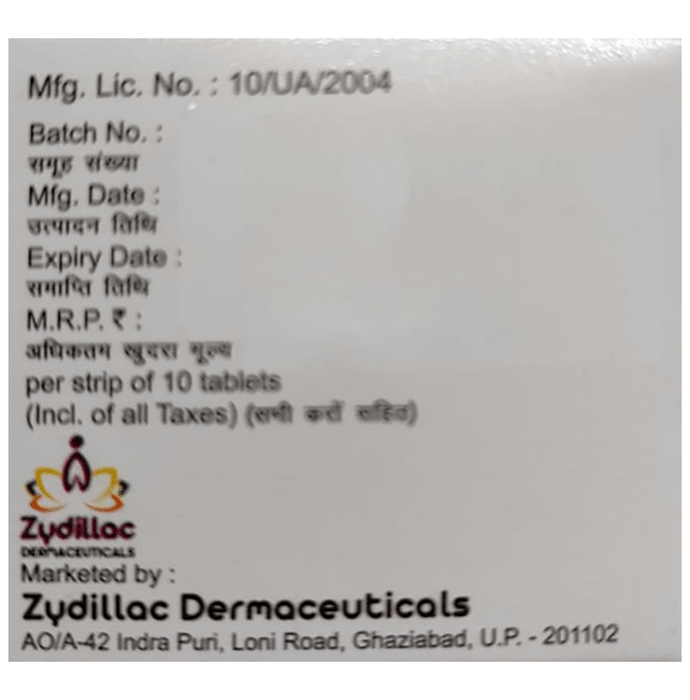 Mfg. Lic. No. : 10/UA/2004
Batch No. :
समूह संख्या
Mfg. Date :
उत्पादन तिथि
Expiry Date :
समाप्ति तिथि
M.R.P. ₹ :
अधिकतम खुदरा मूल्य
per strip of 10 tablets
(Incl. of all Taxes) (सभी करों सहित)
Zydillac
DERMACEUTICALS
Marketed by :
Zydillac Dermaceuticals
AO/A-42 Indra Puri, Loni Road, Ghaziabad, U.P. - 201102